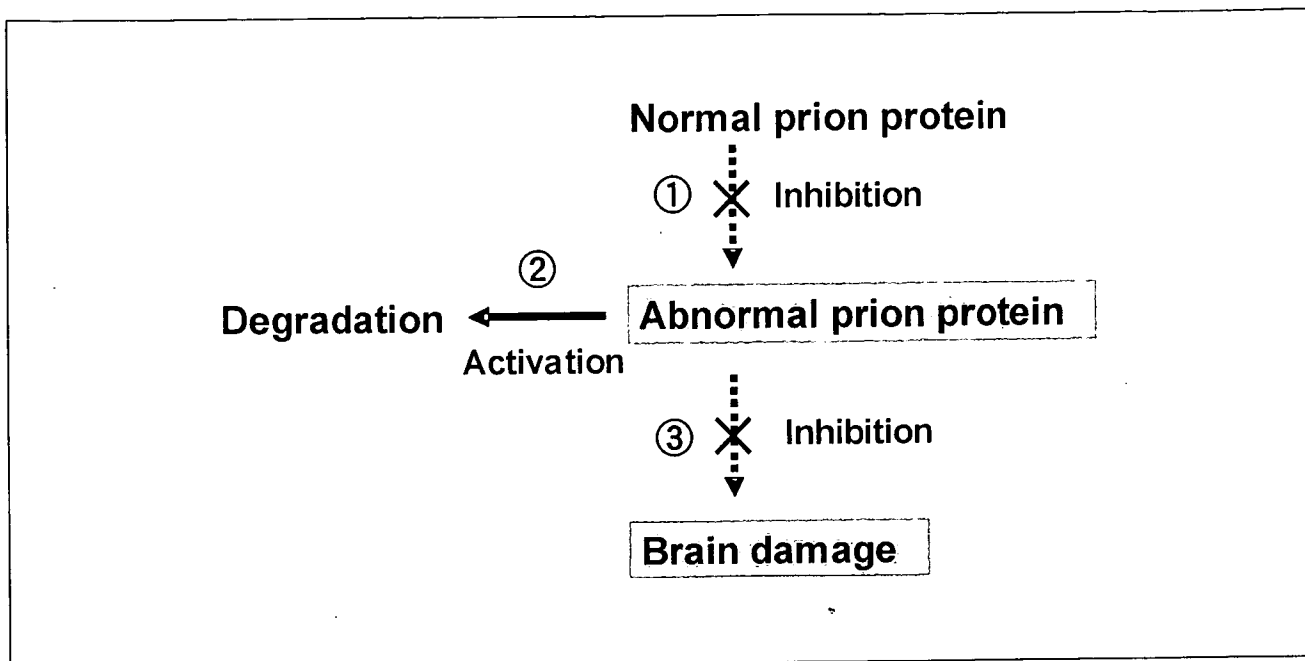 Normal prion protein
① Inhibition
②
Degradation
Abnormal prion protein
Activation
③ Inhibition
Brain damage